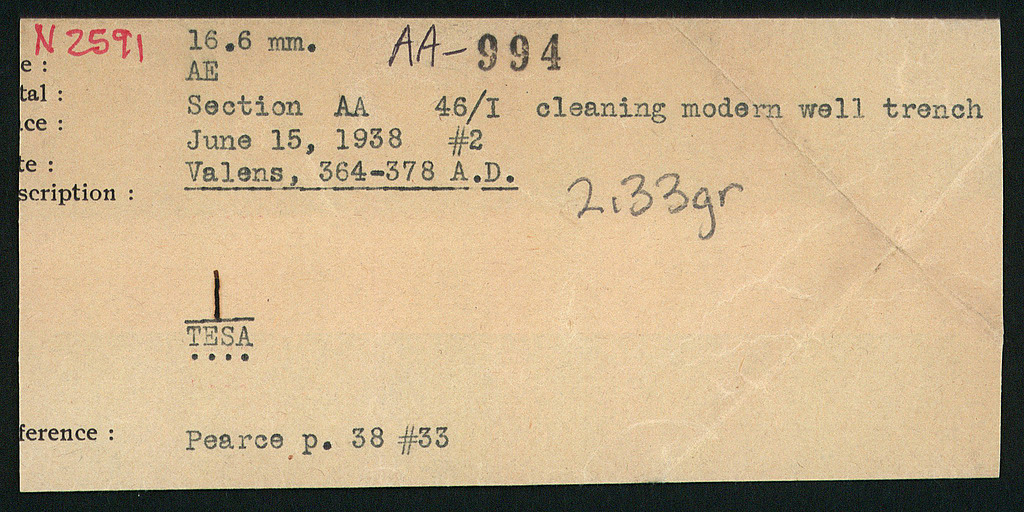 N 2591
16.6 mm. AA-994
e :
AE
tal :
Section AA 46/I cleaning modern well trench
ce :
June 15, 1938 #2
te :
Valens, 364-378 A.D.
scription :
2.33gr
TESA
....
ference :
Pearce p. 38 #33